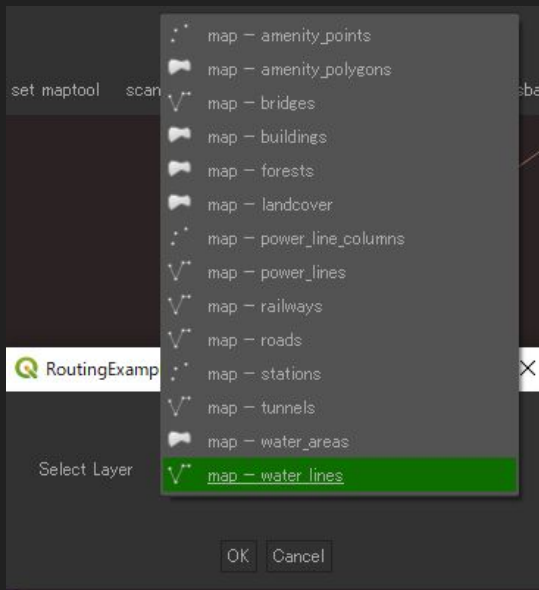 map — amenity_points
map — amenity_polygons
set maptool scan
map — bridges
map — buildings
map — forests
map — landcover
map — power_line_columns
map — power_lines
map — railways
map — roads
RoutingExamp
map — stations
map — tunnels
map — water_areas
Select Layer
map — water_lines
OK Cancel